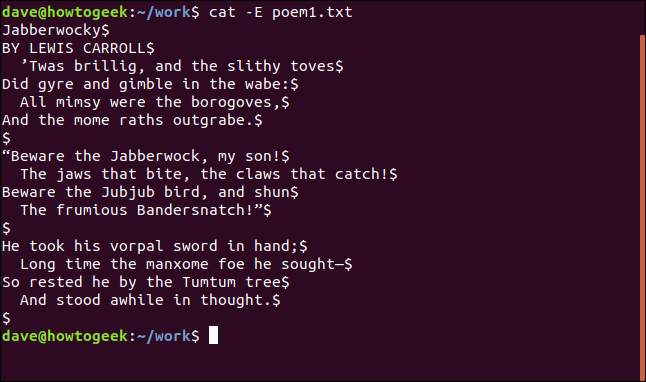 dave@howtogeek:~/work$ cat -E poem1.txt
Jabberwocky$
BY LEWIS CARROLL$
  ’Twas brillig, and the slithy toves$
Did gyre and gimble in the wabe:$
  All mimsy were the borogoves,$
And the mome raths outgrabe.$
$
“Beware the Jabberwock, my son!$
  The jaws that bite, the claws that catch!$
Beware the Jubjub bird, and shun$
  The frumious Bandersnatch!”$
$
He took his vorpal sword in hand;$
  Long time the manxome foe he sought—$
So rested he by the Tumtum tree$
  And stood awhile in thought.$
$
dave@howtogeek:~/work$